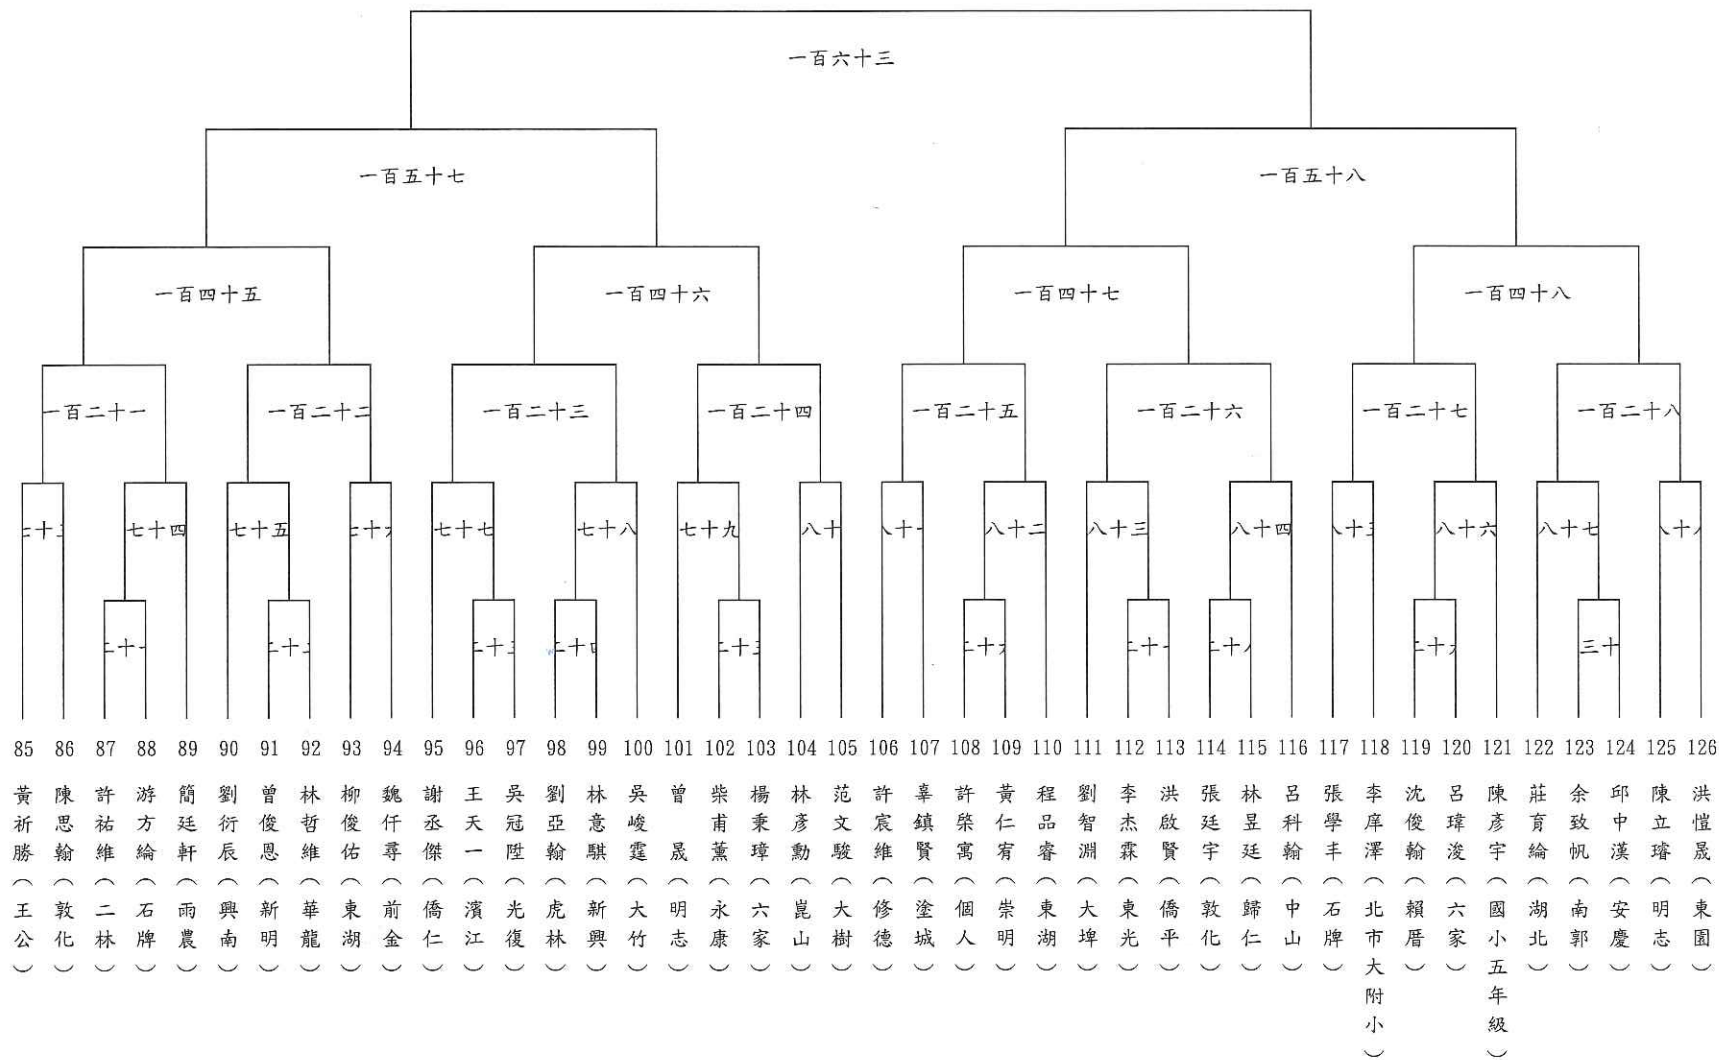 一百六十三
一百五十七
一百五十八
一百四十五
一百四十六
一百四十七
一百四十八
一百二十一
一百二十二
一百二十三
一百二十四
一百二十五
一百二十六
一百二十七
一百二十八
七十四
七十五
七十七
七十八
七十九
八十
八十二
八十三
八十四
八十六
八十七
三十
85
86
87
88
89
90
91
92
93
94
95
96
97
98
99
100
101
102
103
104
105
106
107
108
109
110
111
112
113
114
115
116
117
118
119
120
121
122
123
124
125
126
黃祈勝(王公)
陳思翰(敦化)
許祐維(二林)
游方綸(石牌)
簡廷軒(雨農)
劉衍辰(興南)
曾俊恩(新明)
林哲維(華龍)
柳俊佑(東湖)
魏仟尋(前金)
謝丞傑(僑仁)
王天一(濱江)
吳冠陞(光復)
劉亞翰(虎林)
林意騏(新興)
吳峻霆(大竹)
曾　晟(明志)
柴甫薰(永康)
楊秉璋(六家)
林彥勳(崑山)
范文駿(大樹)
許宸維(修德)
辜鎮賢(塗城)
許棨寓(個人)
黃仁宥(崇明)
程品睿(東湖)
劉智淵(大埤)
李杰霖(東光)
洪啟賢(僑平)
張廷宇(敦化)
林昱廷(歸仁)
呂科翰(中山)
張學丰(石牌)
李庠澤(北市大附小)
沈俊翰(賴厝)
呂瑋浚(六家)
陳彥宇(國小五年級)
莊育綸(湖北)
余致帆(南郭)
邱中漢(安慶)
陳立璿(明志)
洪愷晟(東園)